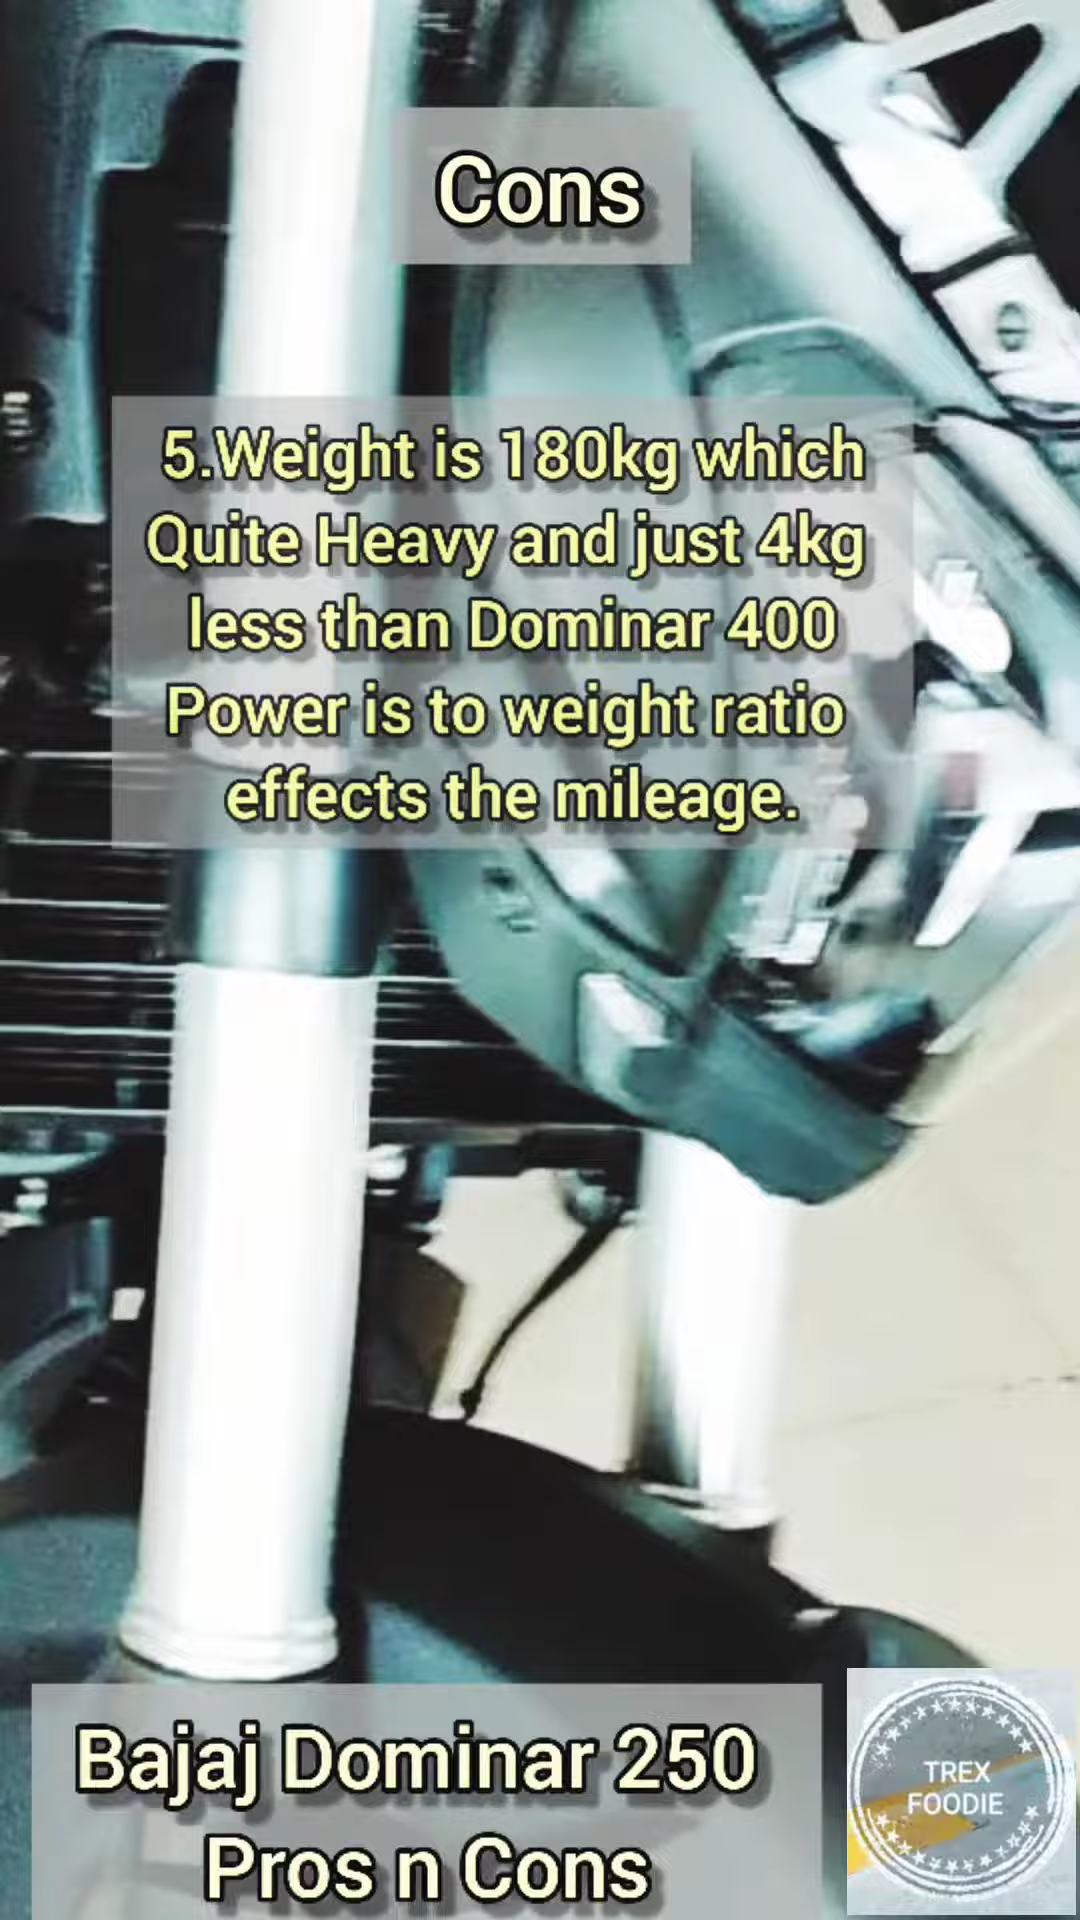 Cons
5.Weight is 180kg which
Quite Heavy and just 4kg
less than Dominar 400
Power is to weight ratio
effects the mileage.
Bajaj Dominar 250
Pros n Cons
TREX
FOODIE